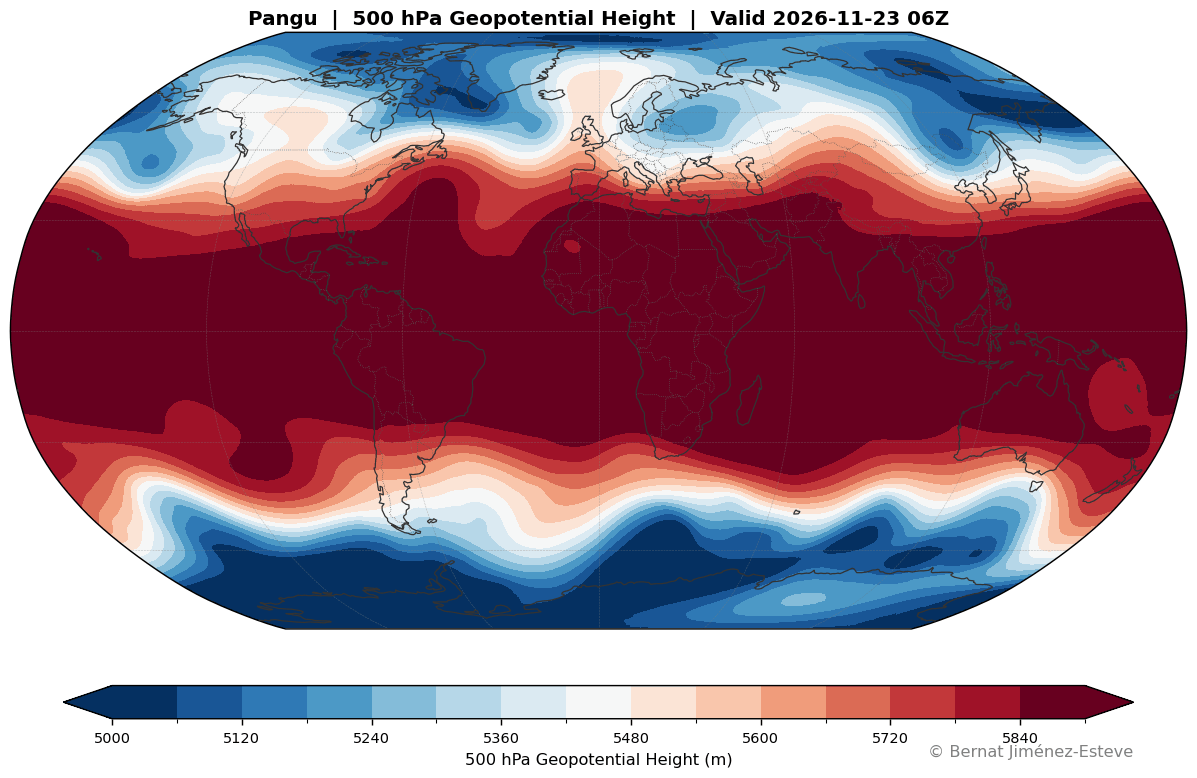 Pangu  |  500 hPa Geopotential Height  |  Valid 2026-11-23 06Z
5000 5120 5240 5360 5480 5600 5720 5840
500 hPa Geopotential Height (m)
© Bernat Jiménez-Esteve